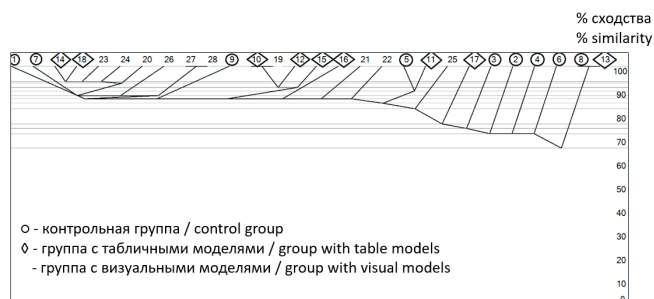 % сходства
% similarity
1 7 14 18 23 24 20 26 27 28 9 10 19 12 15 16 21 22 5 11 25 17 3 2 4 6 8 13
100
90
80
70
60
50
40
30
20
10
0
- контрольная группа / control group
- группа с табличными моделями / group with table models
- группа с визуальными моделями / group with visual models